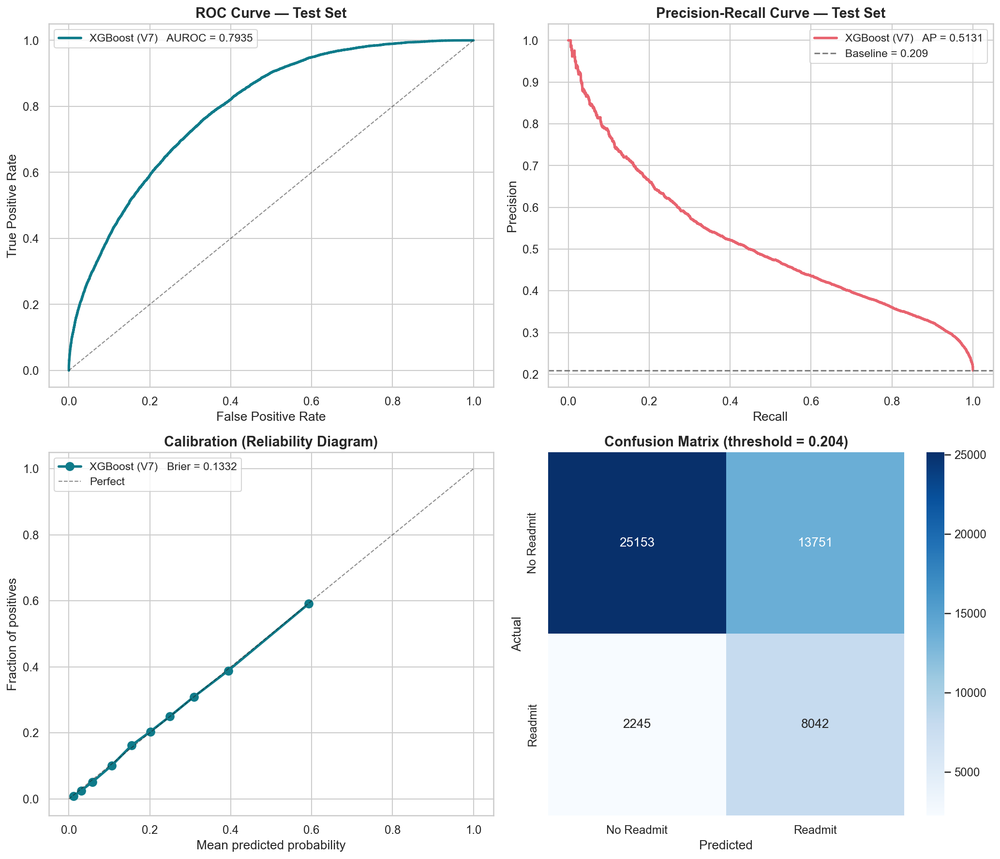 ROC Curve — Test Set
XGBoost (V7)   AUROC = 0.7935
1.0
0.8
0.6
0.4
0.2
0.0
True Positive Rate
0.0 0.2 0.4 0.6 0.8 1.0
False Positive Rate
Precision-Recall Curve — Test Set
XGBoost (V7)   AP = 0.5131
Baseline = 0.209
1.0
0.9
0.8
0.7
0.6
0.5
0.4
0.3
0.2
Precision
0.0 0.2 0.4 0.6 0.8 1.0
Recall
Calibration (Reliability Diagram)
XGBoost (V7)   Brier = 0.1332
Perfect
1.0
0.8
0.6
0.4
0.2
0.0
Fraction of positives
0.0 0.2 0.4 0.6 0.8 1.0
Mean predicted probability
Confusion Matrix (threshold = 0.204)
Actual
No Readmit
25153 13751
Readmit
2245 8042
No Readmit Readmit
Predicted
25000
20000
15000
10000
5000